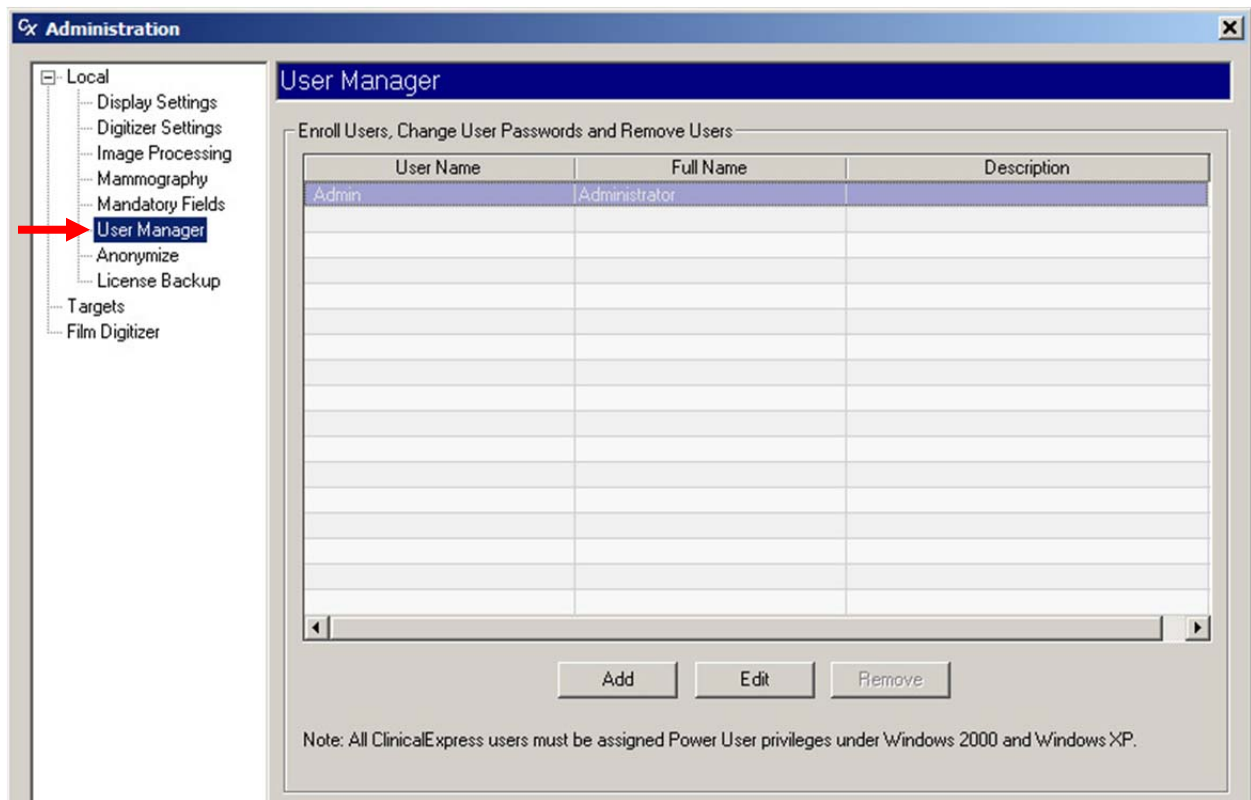 Cx Administration
Local
Display Settings
Digitizer Settings
Image Processing
Mammography
Mandatory Fields
User Manager
Anonymize
License Backup
Targets
Film Digitizer
User Manager
Enroll Users, Change User Passwords and Remove Users
User Name Full Name Description
Admin Administrator
Add Edit Remove
Note: All ClinicalExpress users must be assigned Power User privileges under Windows 2000 and Windows XP.